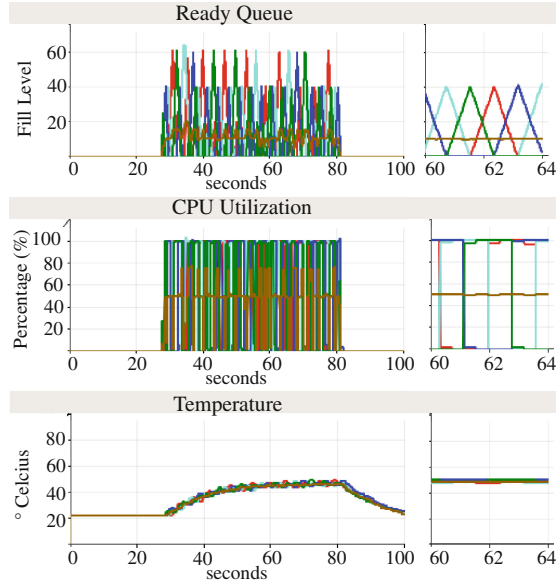 Ready Queue
Fill Level
60
40
20
0 20 40 60 80 100
seconds
60 62 64
CPU Utilization
Percentage (%)
100
80
60
40
20
0 20 40 60 80 100
seconds
60 62 64
Temperature
° Celcius
80
60
40
20
0 20 40 60 80 100
seconds
60 62 64